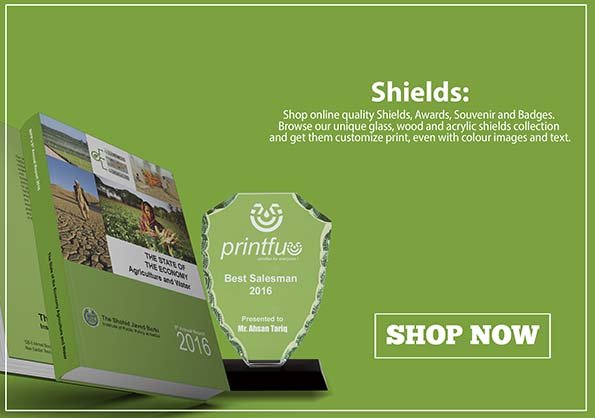 Shields:
Shop online quality Shields, Awards, Souvenir and Badges.
Browse our unique glass, wood and acrylic shields collection
and get them customize print, even with colour images and text.
THE STATE OF
THE ECONOMY
Agriculture and Water
The Shahid Javed Burki
Institute of Public Policy at NetSol
Annual Report
2016
printfuu
Best Salesman
2016
Presented to
Mr. Ahsan Tariq
SHOP NOW